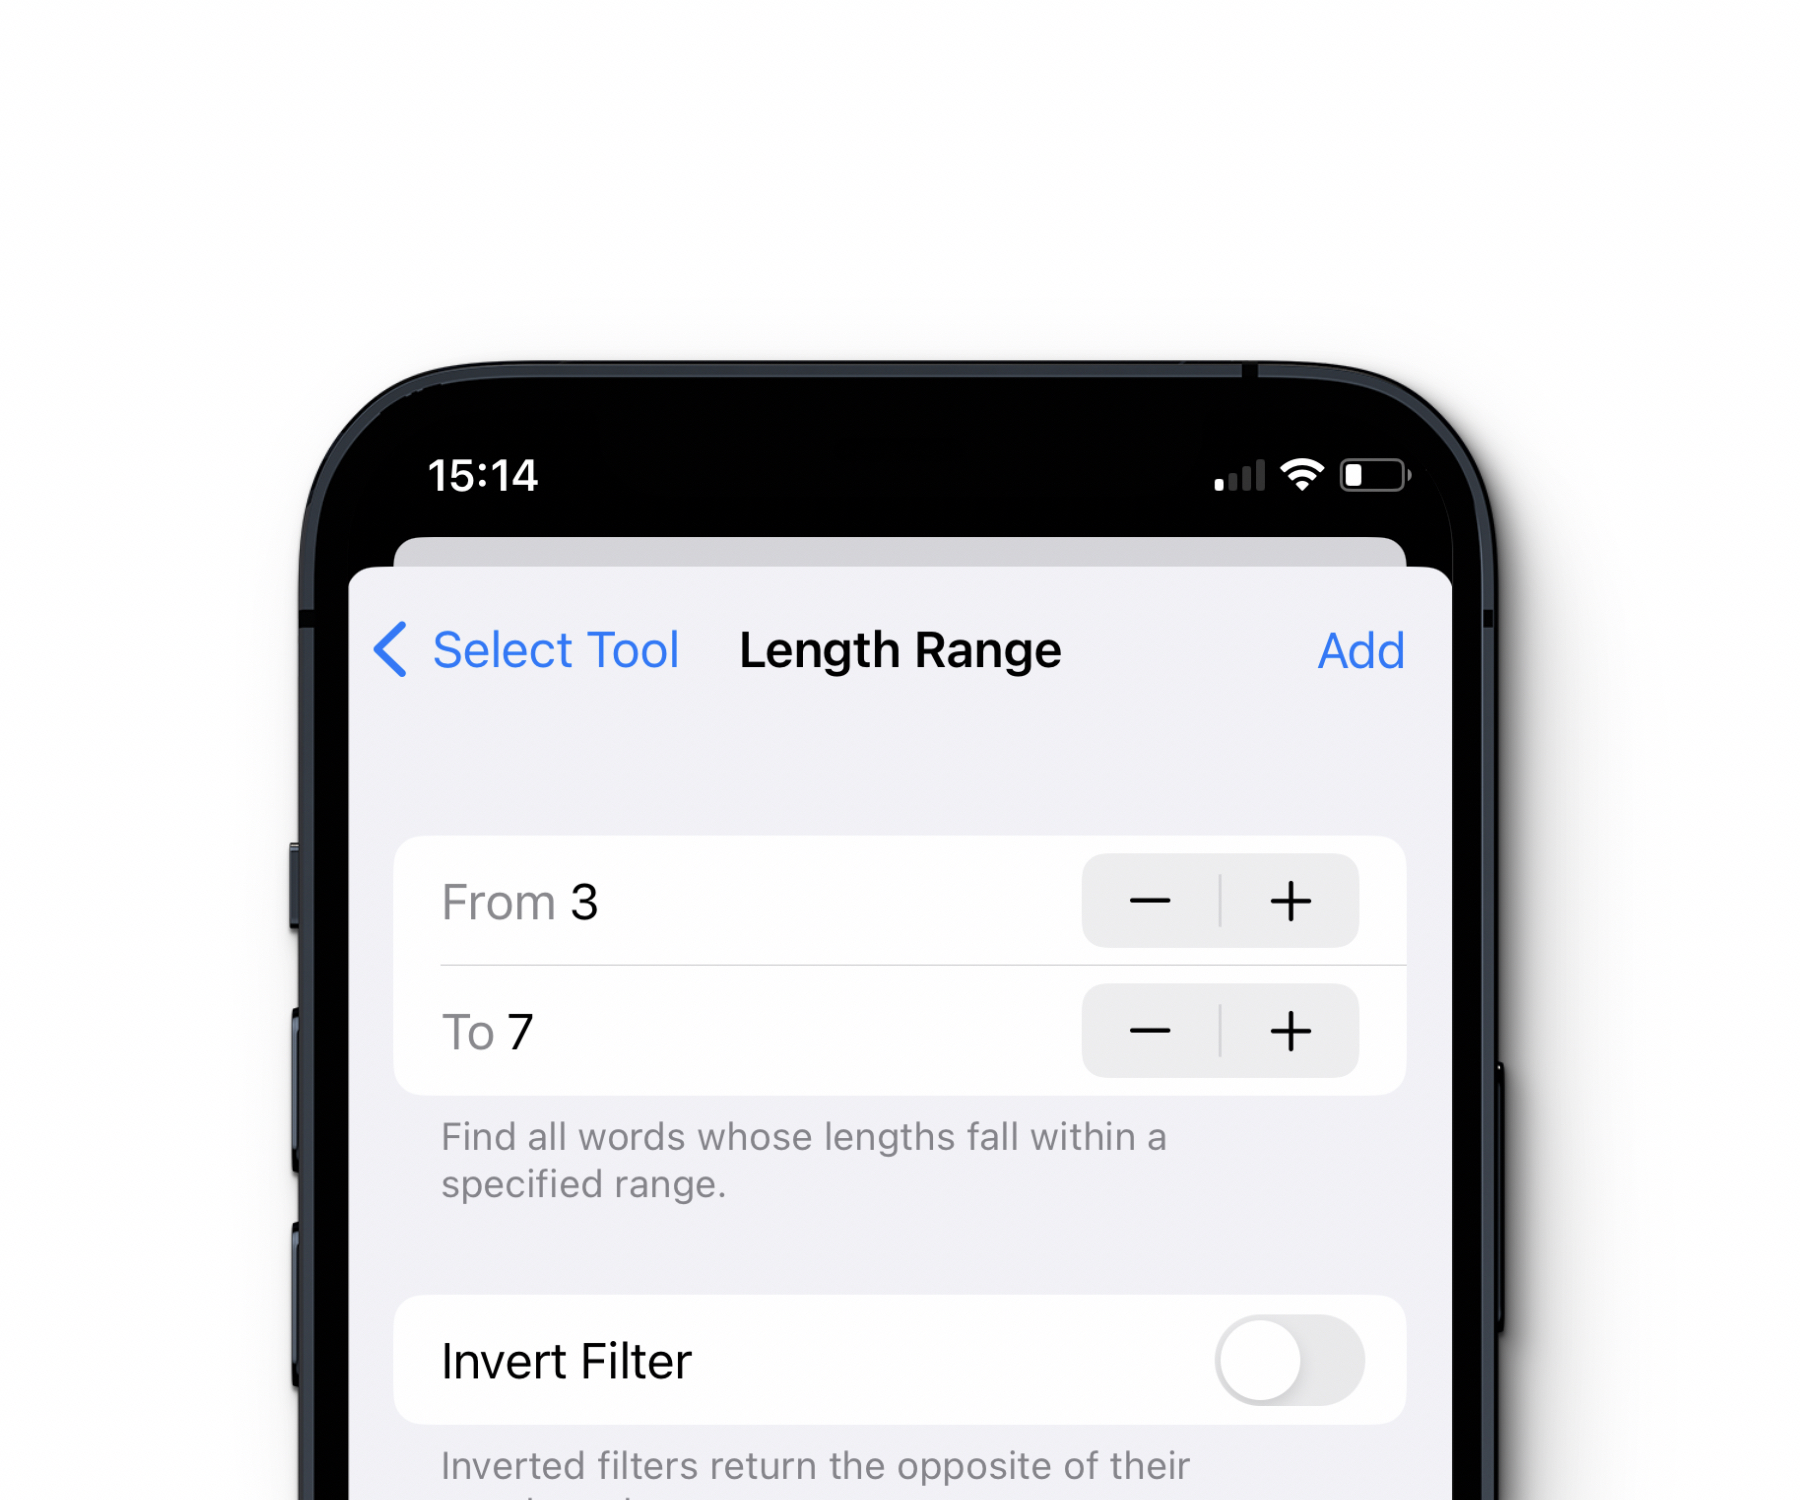 15:14
Select Tool Length Range Add
From 3
To 7
Find all words whose lengths fall within a
specified range.
Invert Filter
Inverted filters return the opposite of their